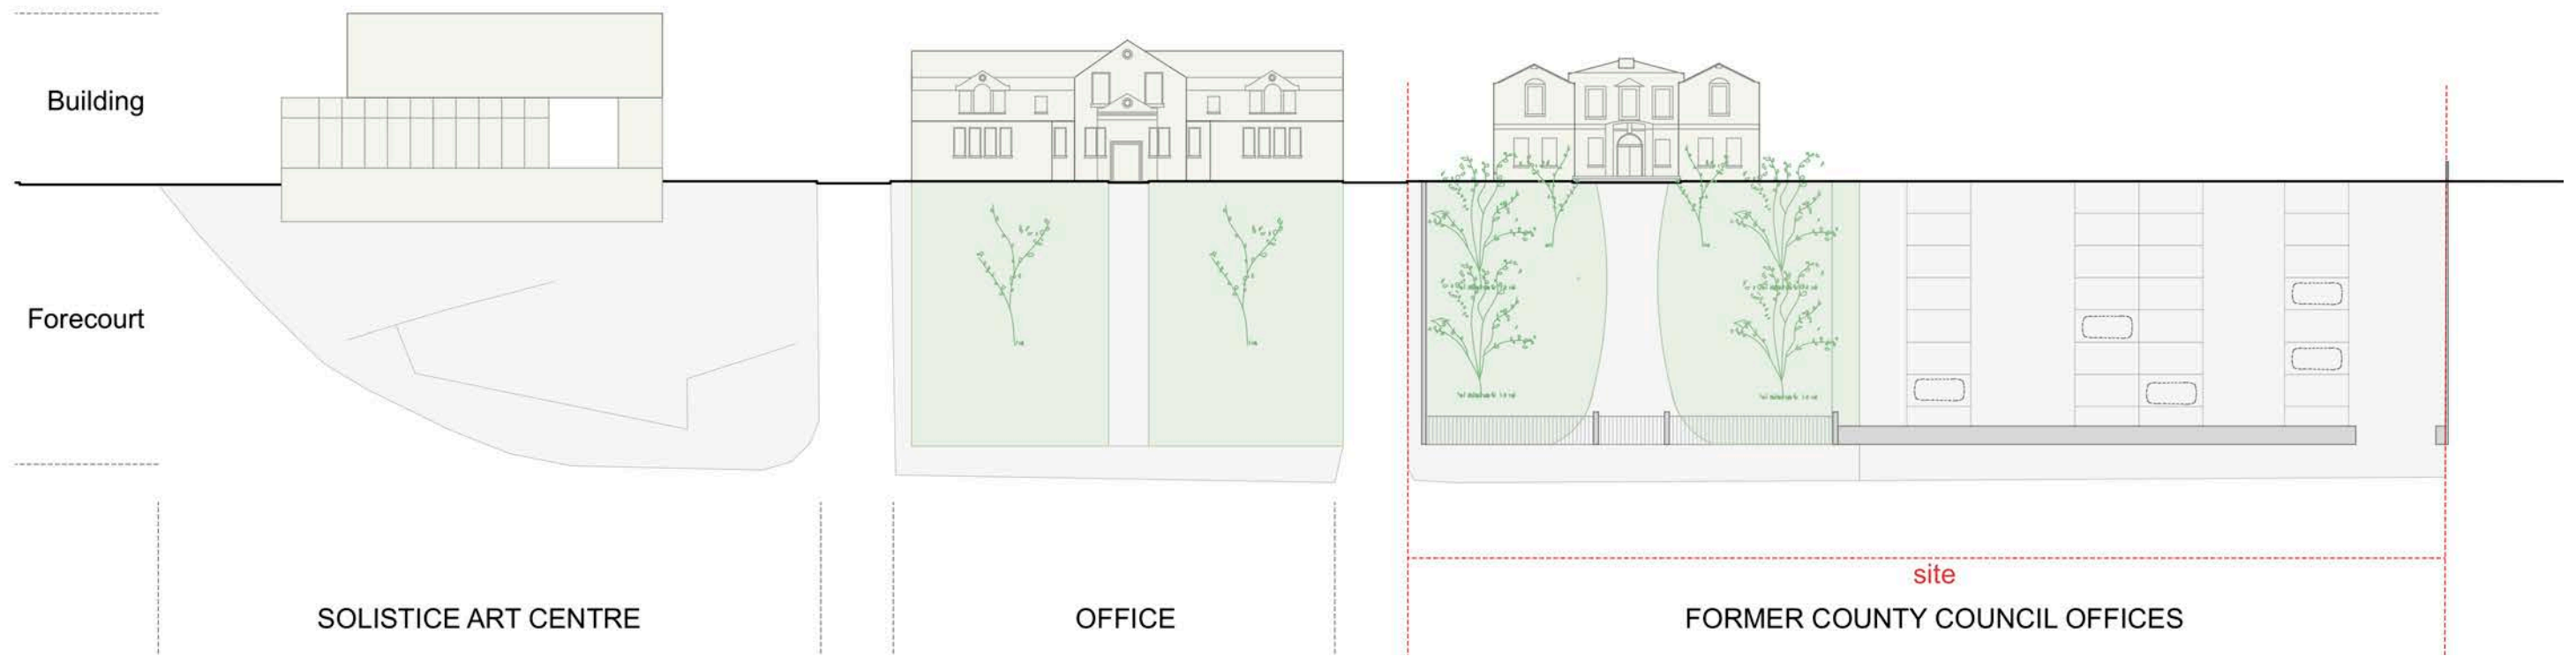 Building
Forecourt
site
SOLISTICE ART CENTRE
OFFICE
FORMER COUNTY COUNCIL OFFICES